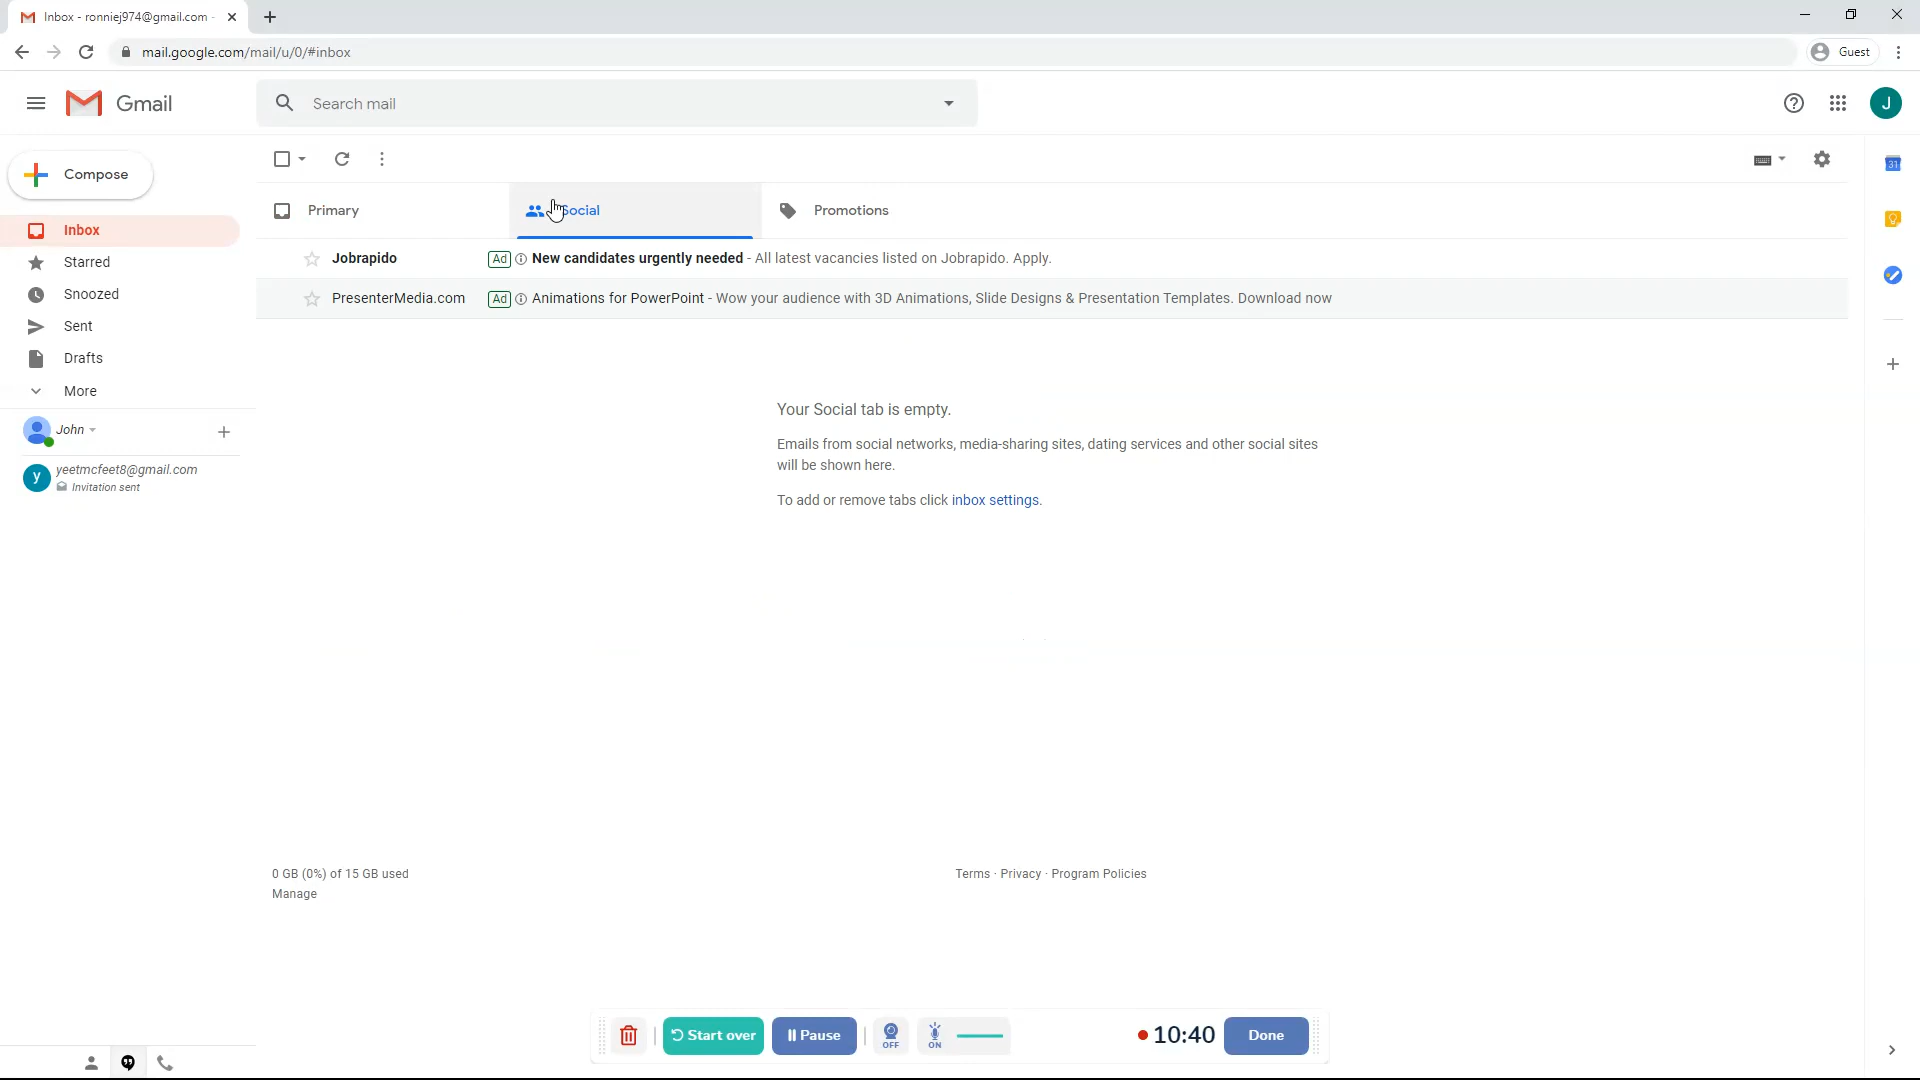 Inbox - ronniej974@gmail.com -
mail.google.com/mail/u/0/#inbox
Guest
Gmail
Search mail
J
Compose
Primary
Social
Promotions
31
Inbox
Jobrapido Ad New candidates urgently needed - All latest vacancies listed on Jobrapido. Apply.
Starred
Snoozed
PresenterMedia.com Ad Animations for PowerPoint - Wow your audience with 3D Animations, Slide Designs & Presentation Templates. Download now
Sent
Drafts
More
John
y
yeetmcfeet8@gmail.com
Invitation sent
Your Social tab is empty.
Emails from social networks, media-sharing sites, dating services and other social sites
will be shown here.
To add or remove tabs click inbox settings.
0 GB (0%) of 15 GB used
Manage
Terms · Privacy · Program Policies
Start over
Pause
OFF
ON
10:40
Done